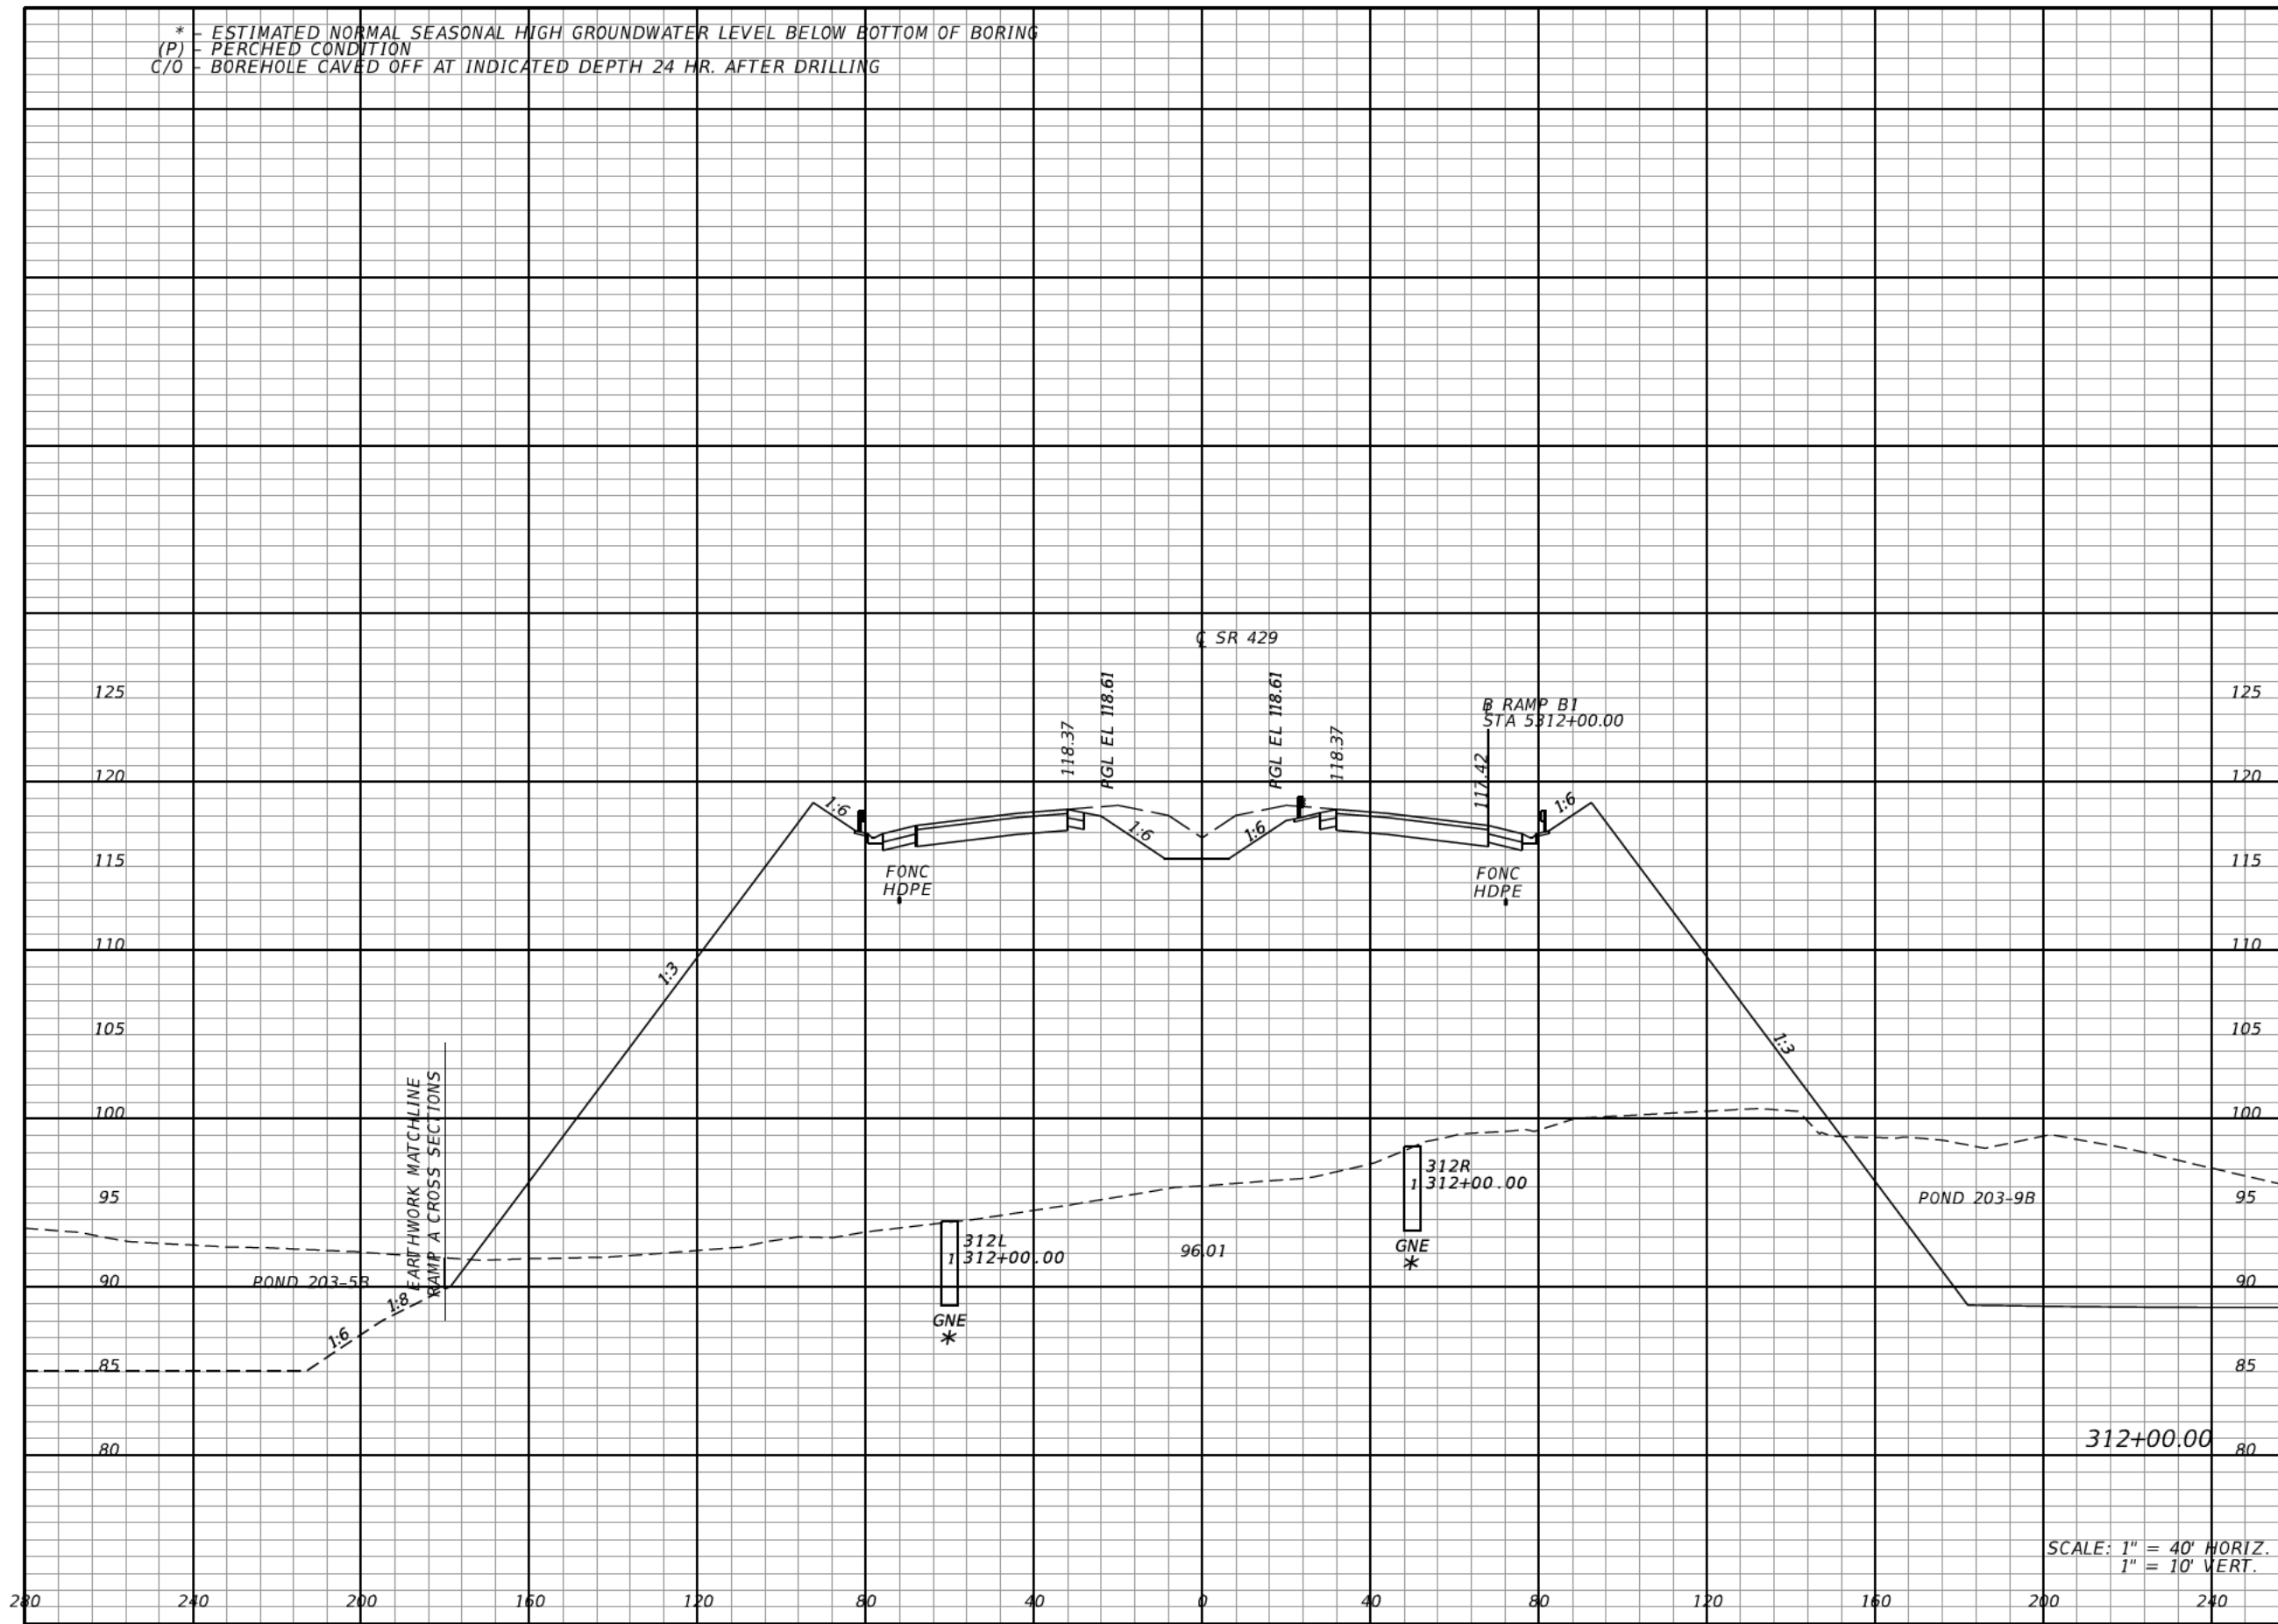 * – ESTIMATED NORMAL SEASONAL HIGH GROUNDWATER LEVEL BELOW BOTTOM OF BORING
(P) – PERCHED CONDITION
C/O – BOREHOLE CAVED OFF AT INDICATED DEPTH 24 HR. AFTER DRILLING
℄ SR 429
125
118.37
PGL EL 118.61
PGL EL 118.61
118.37
117.42
B RAMP B1
STA 5312+00.00
125
120
120
1:6
1:6
1:6
1:6
115
115
FONC
HDPE
FONC
HDPE
110
110
1:3
1:3
105
105
100
100
EARTHWORK MATCHLINE
RAMP A CROSS SECTIONS
312R
1 312+00.00
95
POND 203-9B
95
312L
1 312+00.00
96.01
GNE
*
POND 203-5B
90
90
1:8
1:6
GNE
*
85
85
80
312+00.00
80
SCALE: 1" = 40' HORIZ.
1" = 10' VERT.
280
240
200
160
120
80
40
0
40
80
120
160
200
240